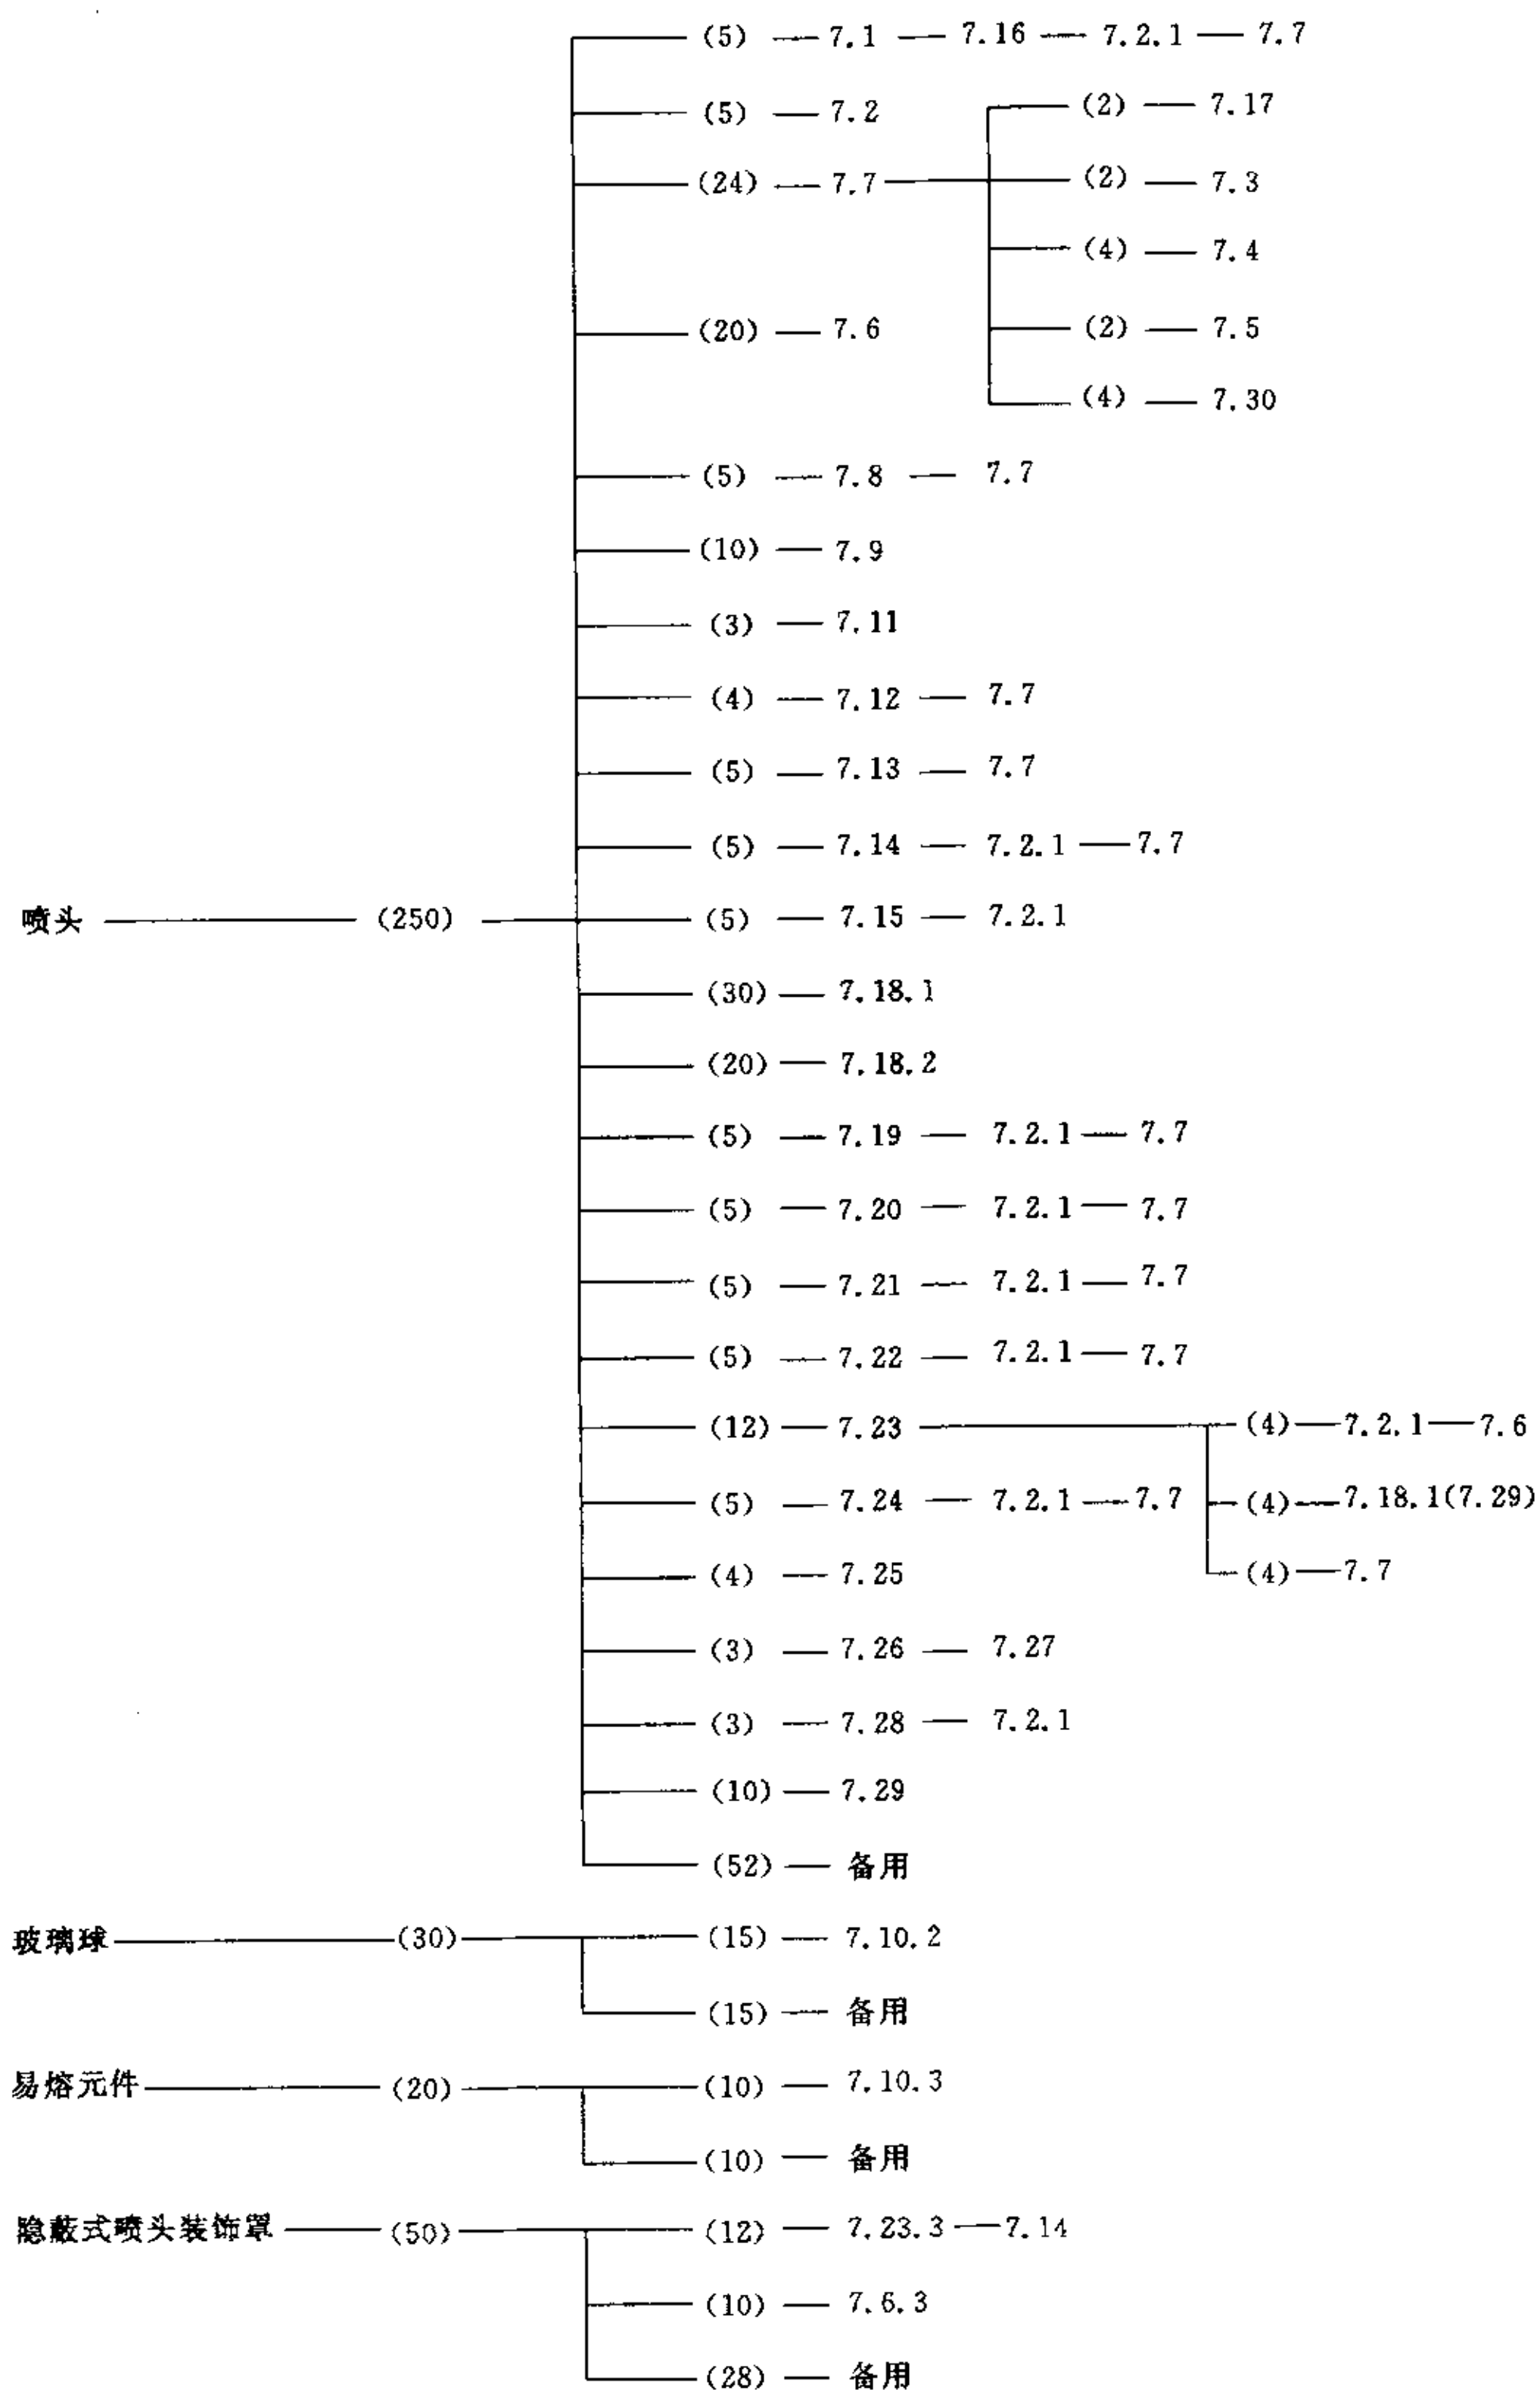 (5) — 7.1 — 7.16 — 7.2.1 — 7.7
(5) — 7.2
(2) — 7.17
(24) — 7.7
(2) — 7.3
(4) — 7.4
(20) — 7.6
(2) — 7.5
(4) — 7.30
(5) — 7.8 — 7.7
(10) — 7.9
(3) — 7.11
(4) — 7.12 — 7.7
(5) — 7.13 — 7.7
(5) — 7.14 — 7.2.1 — 7.7
喷头 — (250) — (5) — 7.15 — 7.2.1
(30) — 7.18.1
(20) — 7.18.2
(5) — 7.19 — 7.2.1 — 7.7
(5) — 7.20 — 7.2.1 — 7.7
(5) — 7.21 — 7.2.1 — 7.7
(5) — 7.22 — 7.2.1 — 7.7
(12) — 7.23 — (4) — 7.2.1 — 7.6
(5) — 7.24 — 7.2.1 — 7.7
(4) — 7.18.1(7.29)
(4) — 7.25
(4) — 7.7
(3) — 7.26 — 7.27
(3) — 7.28 — 7.2.1
(10) — 7.29
(52) — 备用
玻璃球 — (30) — (15) — 7.10.2
(15) — 备用
易熔元件 — (20) — (10) — 7.10.3
(10) — 备用
隐蔽式喷头装饰罩 — (50) — (12) — 7.23.3 — 7.14
(10) — 7.6.3
(28) — 备用